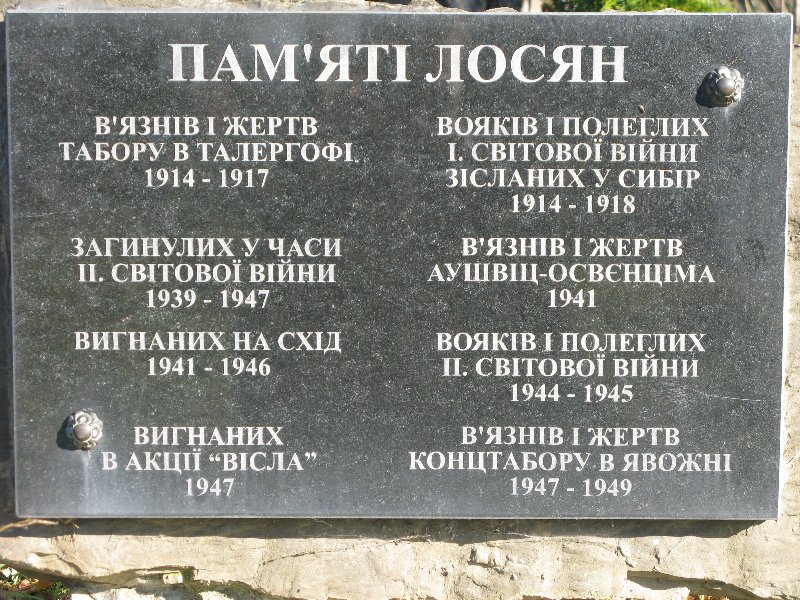 ПАМ'ЯТІ ЛОСЯН
В'ЯЗНІВ І ЖЕРТВ
ТАБОРУ В ТАЛЕРГОФІ
1914 - 1917
ВОЯКІВ І ПОЛЕГЛИХ
І. СВІТОВОЇ ВІЙНИ
ЗІСЛАНИХ У СИБІР
1914 - 1918
ЗАГИНУЛИХ У ЧАСИ
ІІ. СВІТОВОЇ ВІЙНИ
1939 - 1947
В'ЯЗНІВ І ЖЕРТВ
АУШВІЦ-ОСВЄНЦІМА
1941
ВИГНАНИХ НА СХІД
1941 - 1946
ВОЯКІВ І ПОЛЕГЛИХ
ІІ. СВІТОВОЇ ВІЙНИ
1944 - 1945
ВИГНАНИХ
В АКЦІЇ “ВІСЛА”
1947
В'ЯЗНІВ І ЖЕРТВ
КОНЦТАБОРУ В ЯВОЖНІ
1947 - 1949